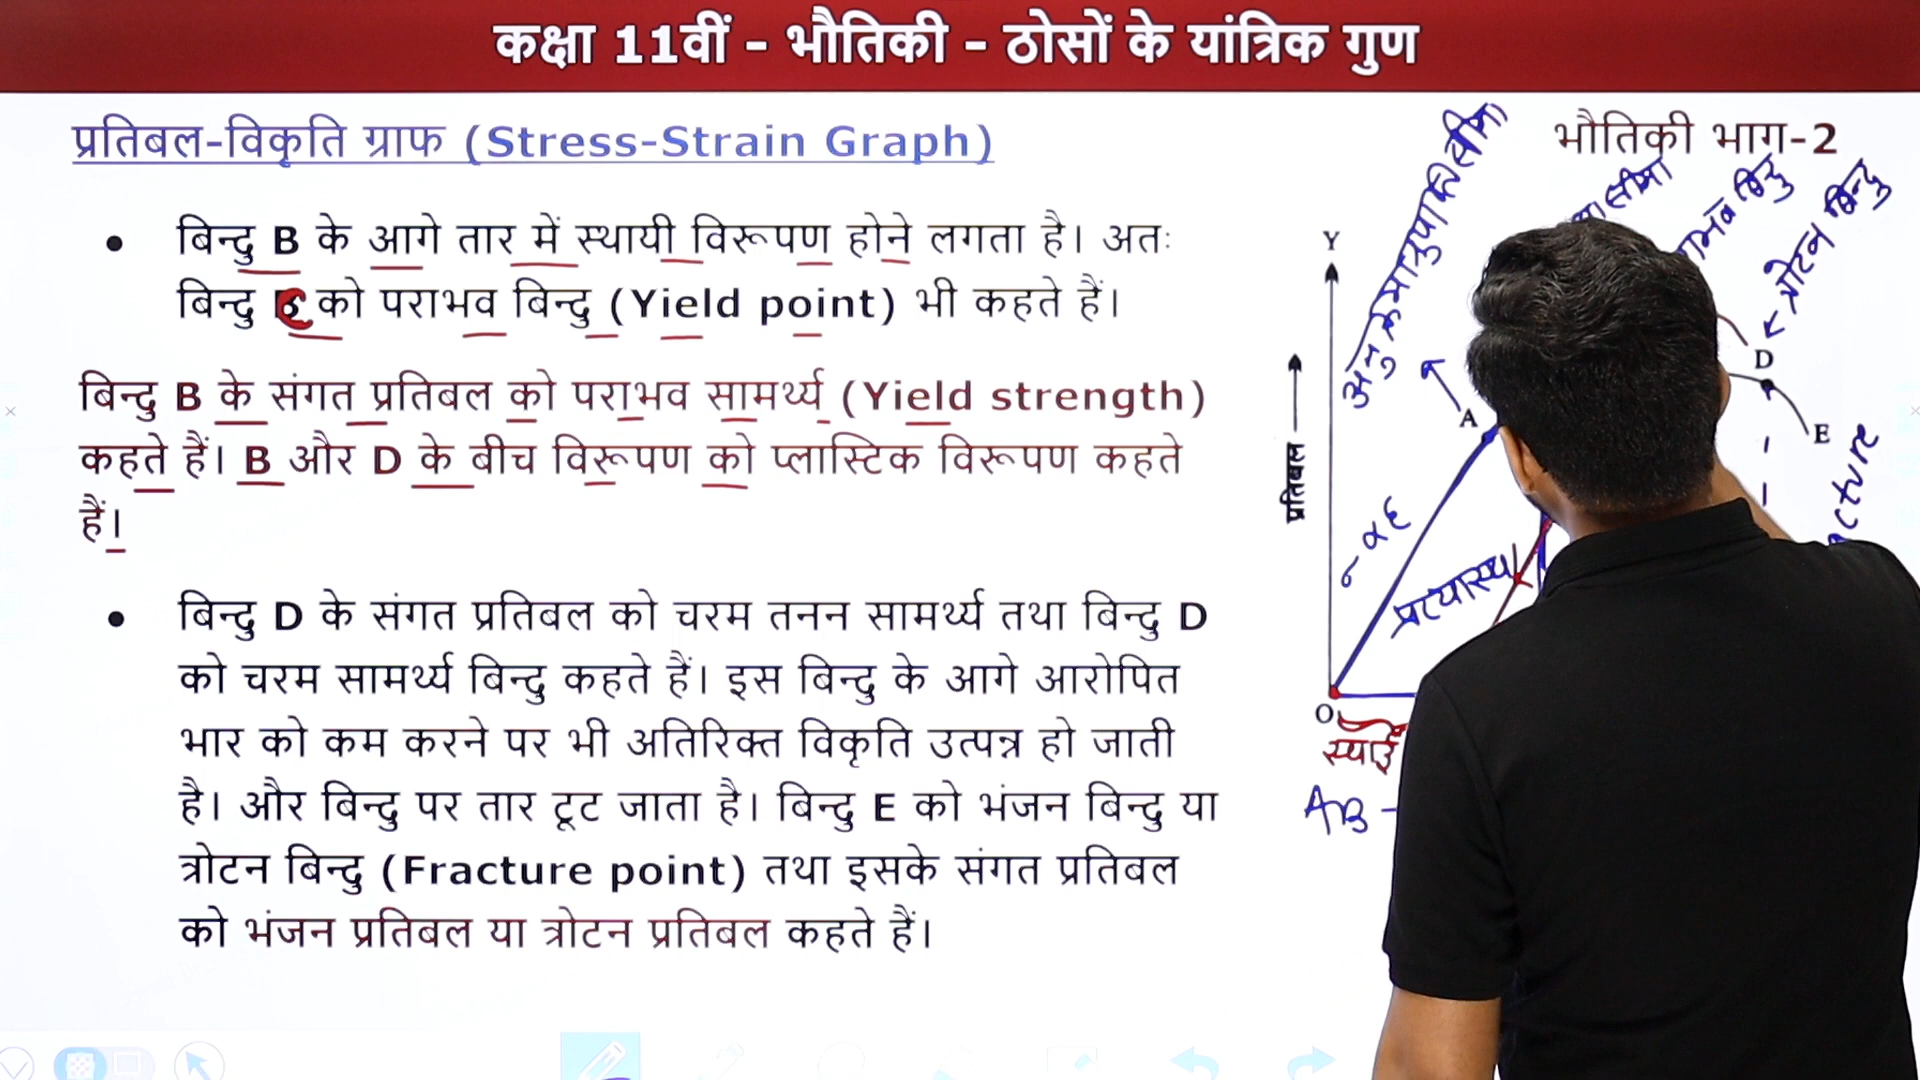 कक्षा 11वीं - भौतिकी - ठोसों के यांत्रिक गुण
प्रतिबल-विकृति ग्राफ (Stress-Strain Graph)
भौतिकी भाग-2
• बिन्दु B के आगे तार में स्थायी विरूपण होने लगता है। अतः
बिन्दु C को पराभव बिन्दु (Yield point) भी कहते हैं।
बिन्दु B के संगत प्रतिबल को पराभव सामर्थ्य (Yield strength)
कहते हैं। B और D के बीच विरूपण को प्लास्टिक विरूपण कहते
हैं।
• बिन्दु D के संगत प्रतिबल को चरम तनन सामर्थ्य तथा बिन्दु D
को चरम सामर्थ्य बिन्दु कहते हैं। इस बिन्दु के आगे आरोपित
भार को कम करने पर भी अतिरिक्त विकृति उत्पन्न हो जाती
है। और बिन्दु पर तार टूट जाता है। बिन्दु E को भंजन बिन्दु या
त्रोटन बिन्दु (Fracture point) तथा इसके संगत प्रतिबल
को भंजन प्रतिबल या त्रोटन प्रतिबल कहते हैं।
Y
सीमा
बिन्दु
त्रोटन बिन्दु
D
A
E
प्रतिबल
O
AB -